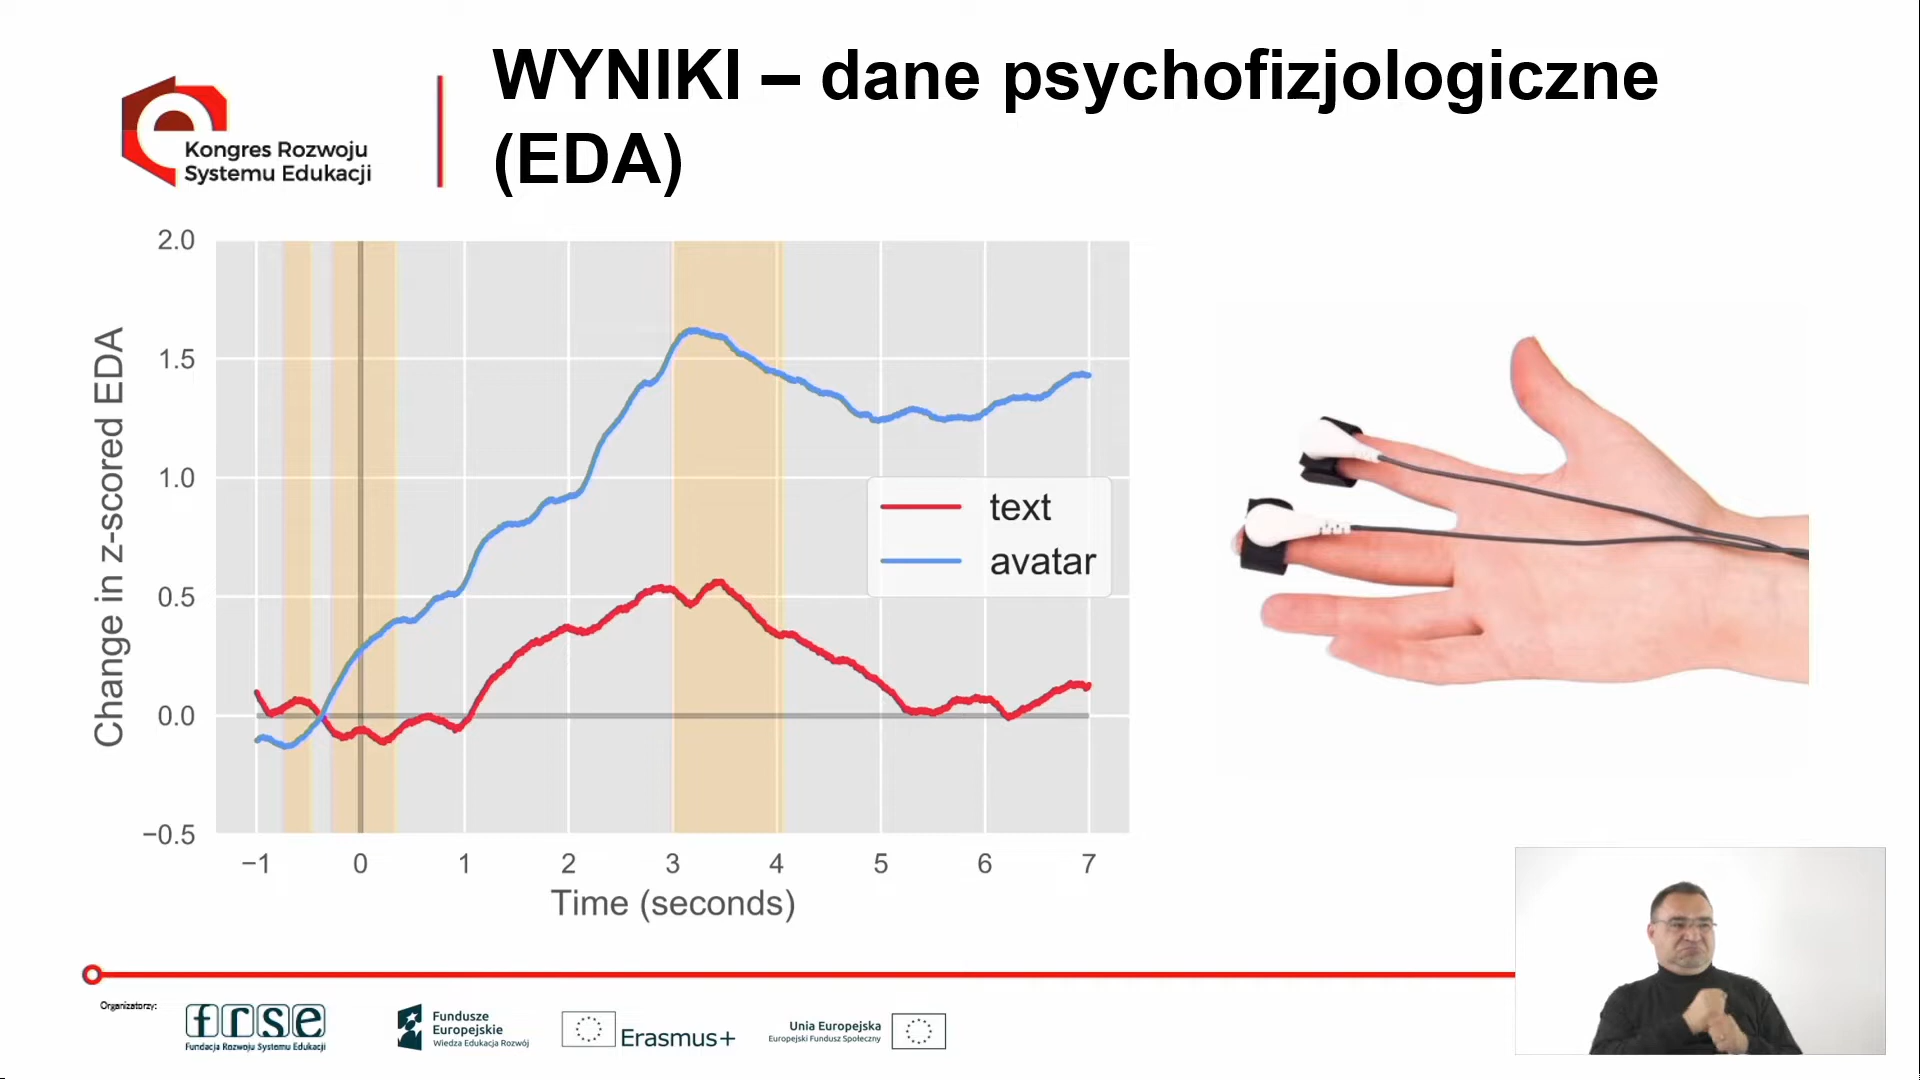 WYNIKI – dane psychofizjologiczne
(EDA)
Kongres Rozwoju
Systemu Edukacji
2.0
1.5
1.0
0.5
0.0
−0.5
Change in z-scored EDA
text
avatar
−1 0 1 2 3 4 5 6 7
Time (seconds)
Organizatorzy:
frse
Fundacja Rozwoju Systemu Edukacji
Fundusze
Europejskie
Wiedza Edukacja Rozwój
Erasmus+
Unia Europejska
Europejski Fundusz Społeczny